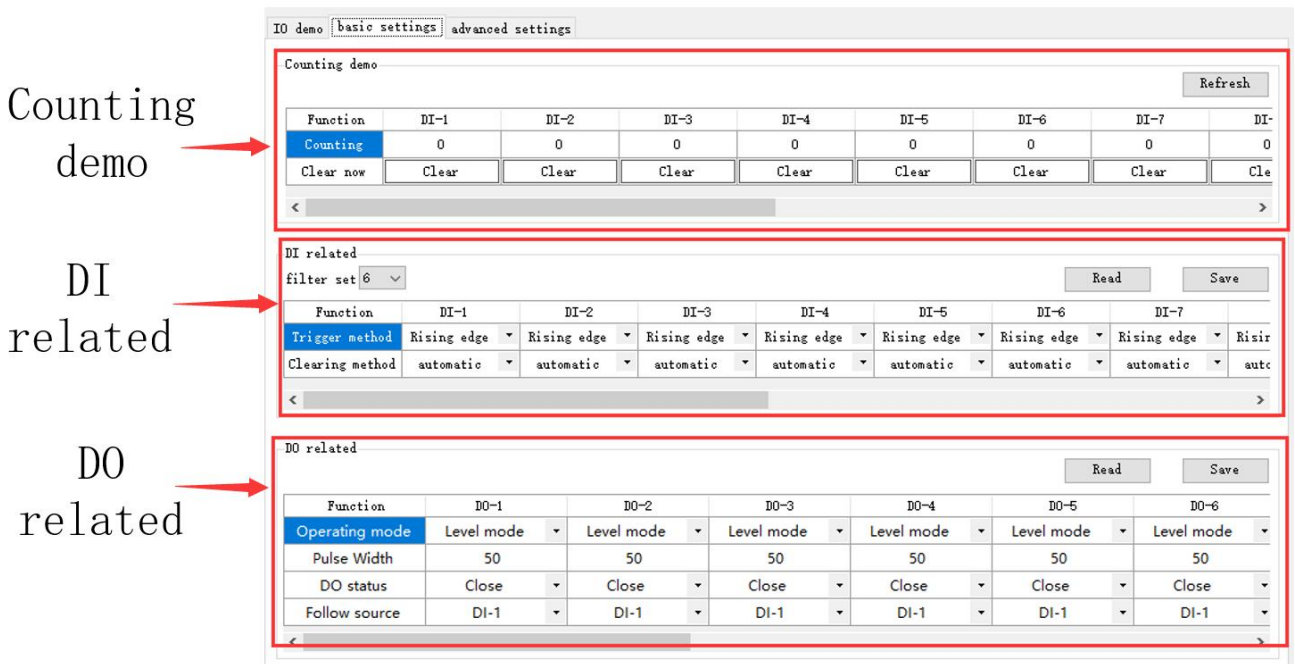 IO demo basic settings advanced settings
Counting demo
Counting demo
Refresh
Function DI-1 DI-2 DI-3 DI-4 DI-5 DI-6 DI-7 DI-
Counting 0 0 0 0 0 0 0 0
Clear now Clear Clear Clear Clear Clear Clear Clear Cle
DI
related
DI related
filter set 6 Read Save
Function DI-1 DI-2 DI-3 DI-4 DI-5 DI-6 DI-7
Trigger method Rising edge Rising edge Rising edge Rising edge Rising edge Rising edge Rising edge Risin
Clearing method automatic automatic automatic automatic automatic automatic automatic autc
DO
related
DO related
Read Save
Function DO-1 DO-2 DO-3 DO-4 DO-5 DO-6
Operating mode Level mode Level mode Level mode Level mode Level mode Level mode
Pulse Width 50 50 50 50 50 50
DO status Close Close Close Close Close Close
Follow source DI-1 DI-1 DI-1 DI-1 DI-1 DI-1